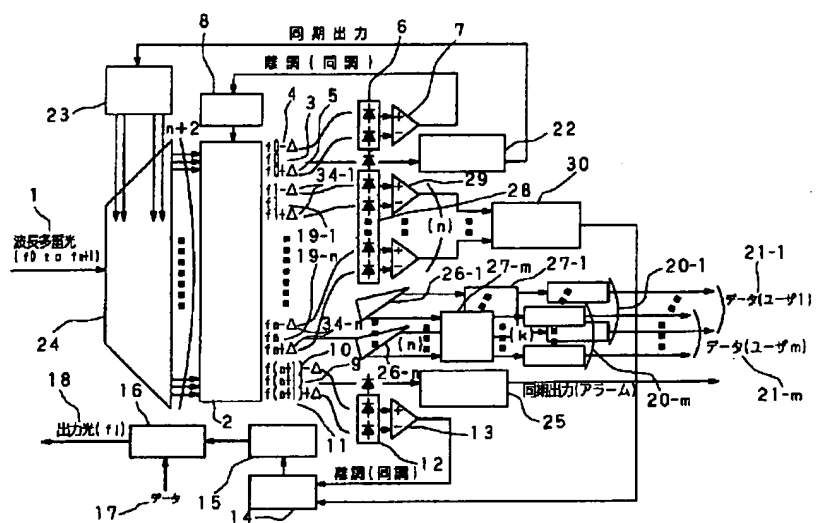 同期出力
8
6
7
離調(同調)
4
3
5
23
n+2
22
f0-Δ
f0
f0+Δ
34-1
29
28
30
1
波長多重光
(f0 to fn+1)
f1-Δ
f1
f1+Δ
(n)
19-1
19-n
27-m
27-1
20-1
21-1
26-1
データ(ユーザ1)
fn-Δ
fn
fn+Δ
34-n
(n)
(k)
データ(ユーザm)
24
10
9
26-n
20-m
21-m
18
16
f(n+1)-Δ
f(n+1)
f(n+1)+Δ
同期出力(アラーム)
出力光(f1)
2
11
25
13
12
15
離調(同調)
17
データ
14